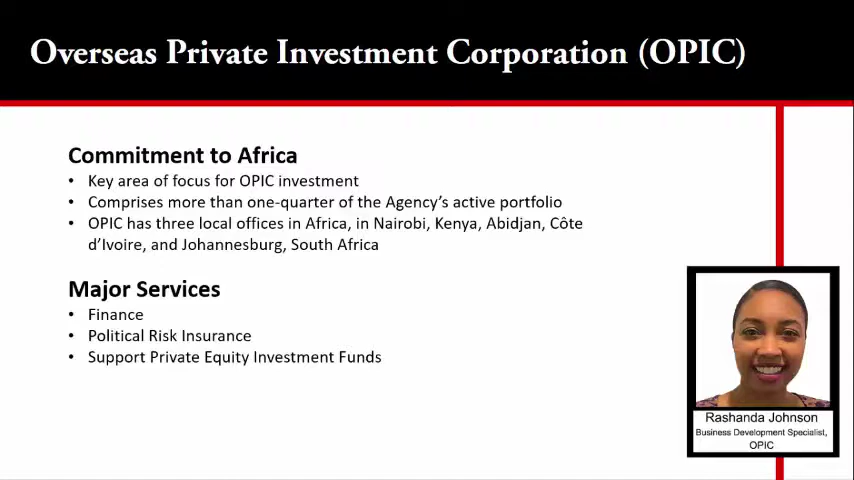 Overseas Private Investment Corporation (OPIC)
Commitment to Africa
• Key area of focus for OPIC investment
• Comprises more than one-quarter of the Agency's active portfolio
• OPIC has three local offices in Africa, in Nairobi, Kenya, Abidjan, Côte
d'Ivoire, and Johannesburg, South Africa
Major Services
• Finance
• Political Risk Insurance
• Support Private Equity Investment Funds
Rashanda Johnson
Business Development Specialist,
OPIC